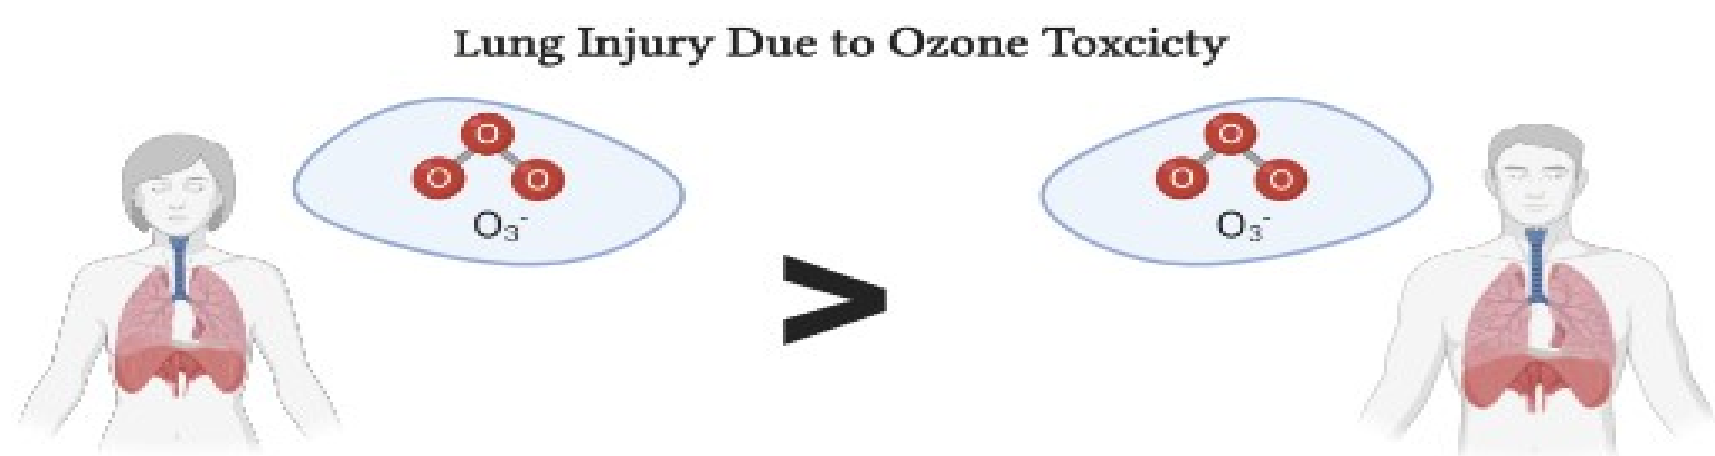 Lung Injury Due to Ozone Toxcicty
O
O O
O₃⁻
O
O O
O₃⁻
>